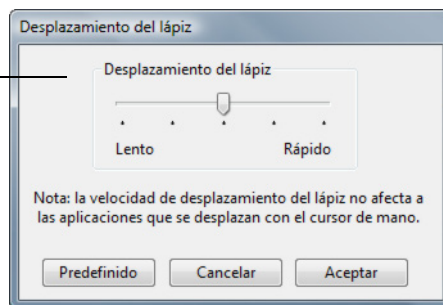 Desplazamiento del lápiz
Desplazamiento del lápiz
Lento Rápido
Nota: la velocidad de desplazamiento del lápiz no afecta a
las aplicaciones que se desplazan con el cursor de mano.
Predefinido Cancelar Aceptar